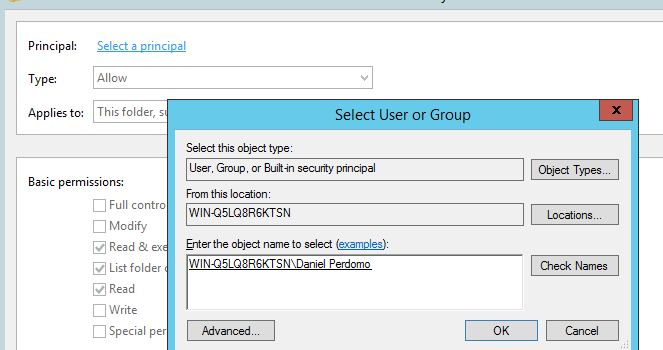 Principal: Select a principal
Type: Allow
Applies to: This folder,
Select User or Group
Select this object type:
User, Group, or Built-in security principal
Object Types...
From this location:
WIN-Q5LQ8R6KTSN
Locations...
Enter the object name to select (examples):
WIN-Q5LQ8R6KTSN\Daniel Perdomo
Check Names
Advanced...
OK
Cancel
Basic permissions:
Full contro
Modify
Read & exe
List folder
Read
Write
Special per